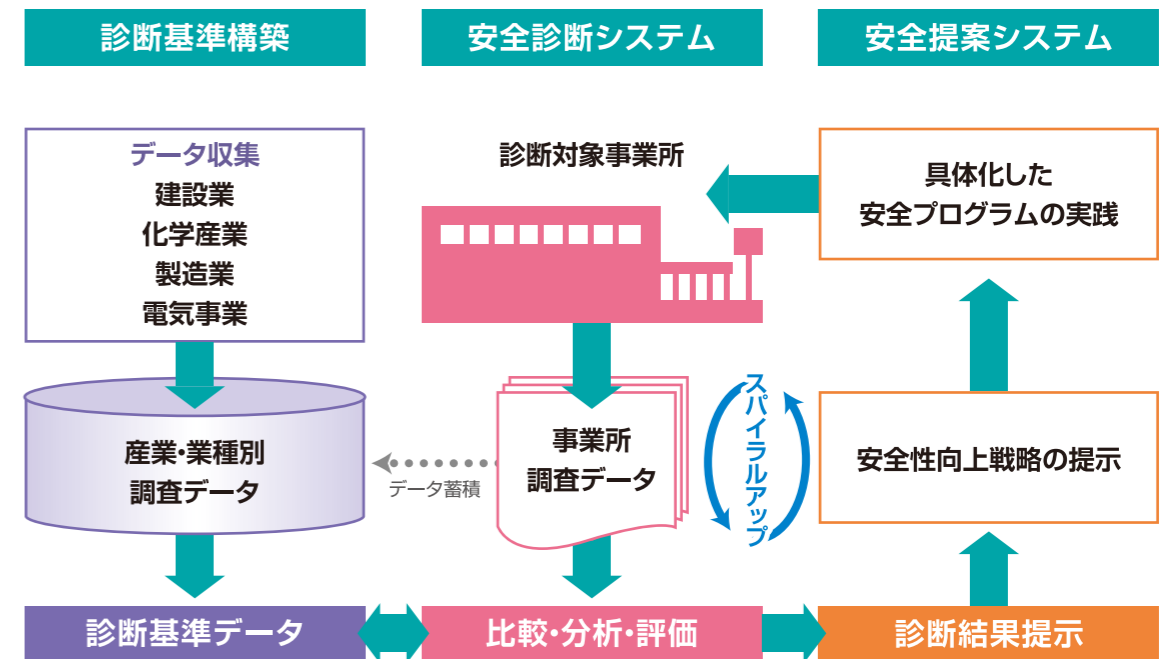 診断基準構築
安全診断システム
安全提案システム
データ収集
建設業
化学産業
製造業
電気事業
産業・業種別
調査データ
診断基準データ
診断対象事業所
事業所
調査データ
データ蓄積
比較・分析・評価
スパイラルアップ
具体化した
安全プログラムの実践
安全性向上戦略の提示
診断結果提示